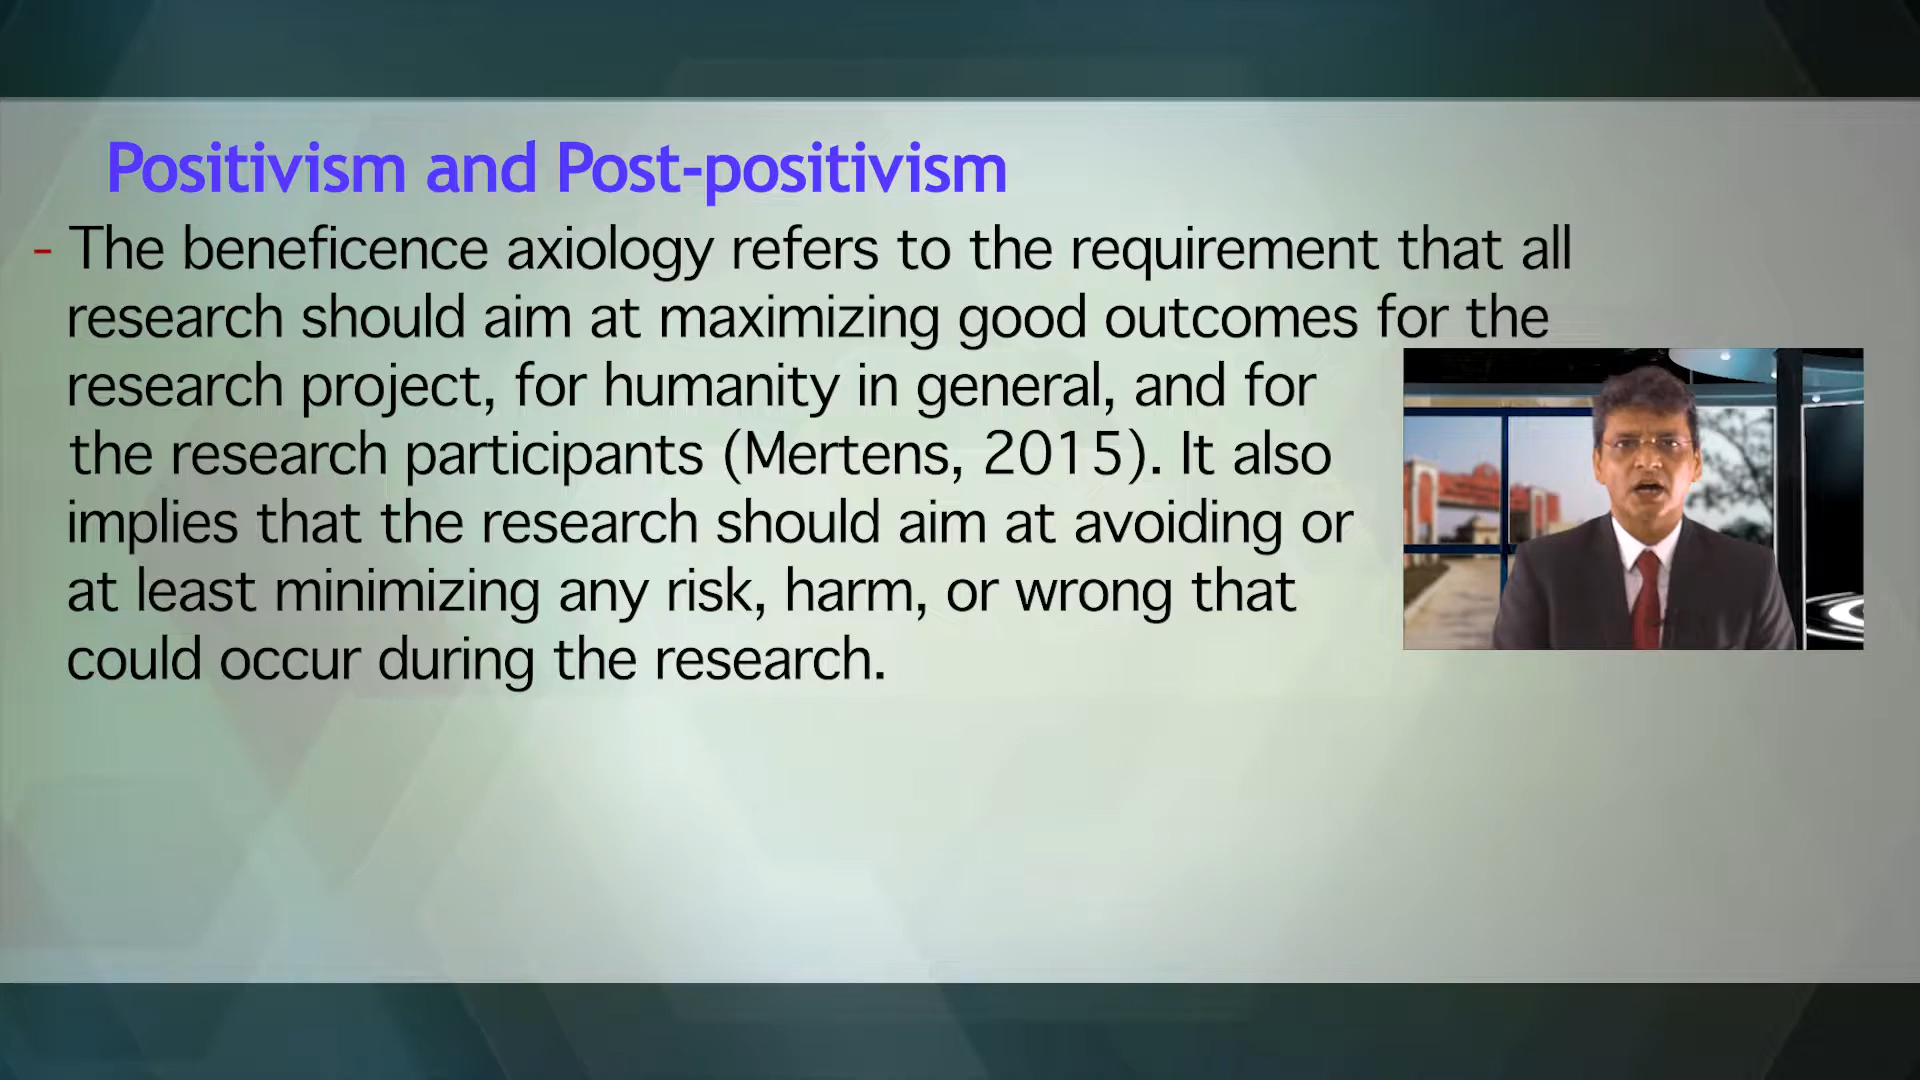 Positivism and Post-positivism
- The beneficence axiology refers to the requirement that all
research should aim at maximizing good outcomes for the
research project, for humanity in general, and for
the research participants (Mertens, 2015). It also
implies that the research should aim at avoiding or
at least minimizing any risk, harm, or wrong that
could occur during the research.